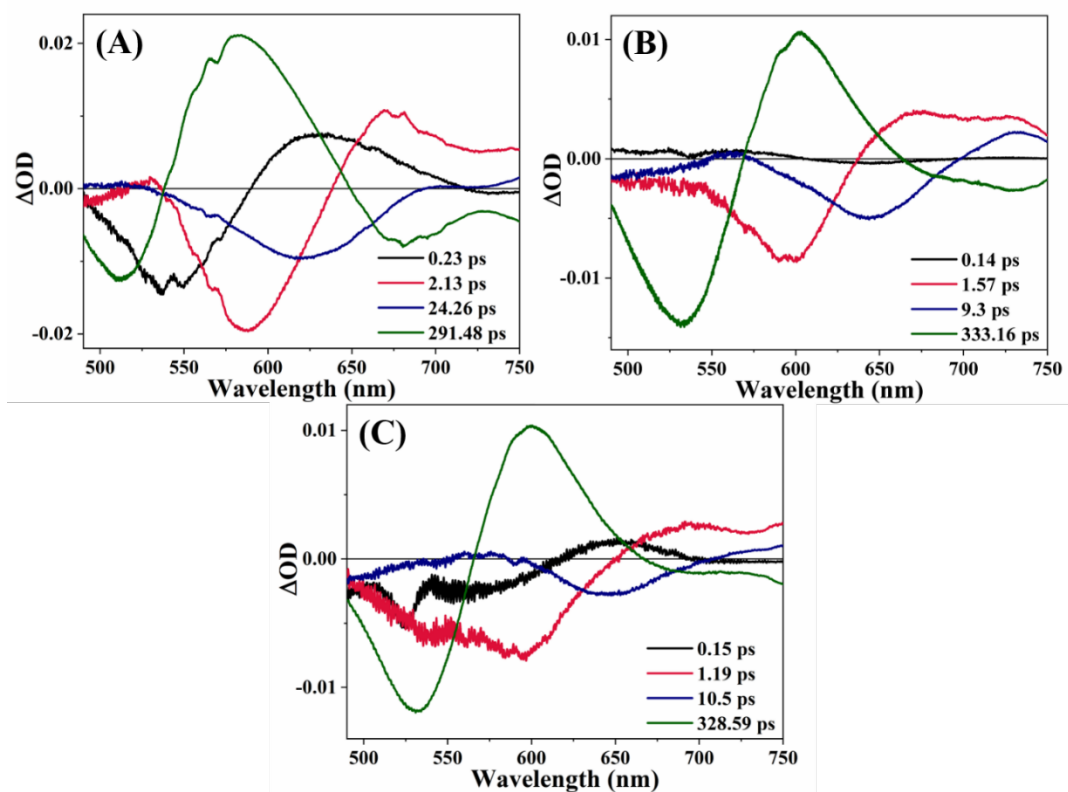 (A)
ΔOD
0.02
0.00
-0.02
0.23 ps
2.13 ps
24.26 ps
291.48 ps
500 550 600 650 700 750
Wavelength (nm)
(B)
ΔOD
0.01
0.00
-0.01
0.14 ps
1.57 ps
9.3 ps
333.16 ps
500 550 600 650 700 750
Wavelength (nm)
(C)
ΔOD
0.01
0.00
-0.01
0.15 ps
1.19 ps
10.5 ps
328.59 ps
500 550 600 650 700 750
Wavelength (nm)